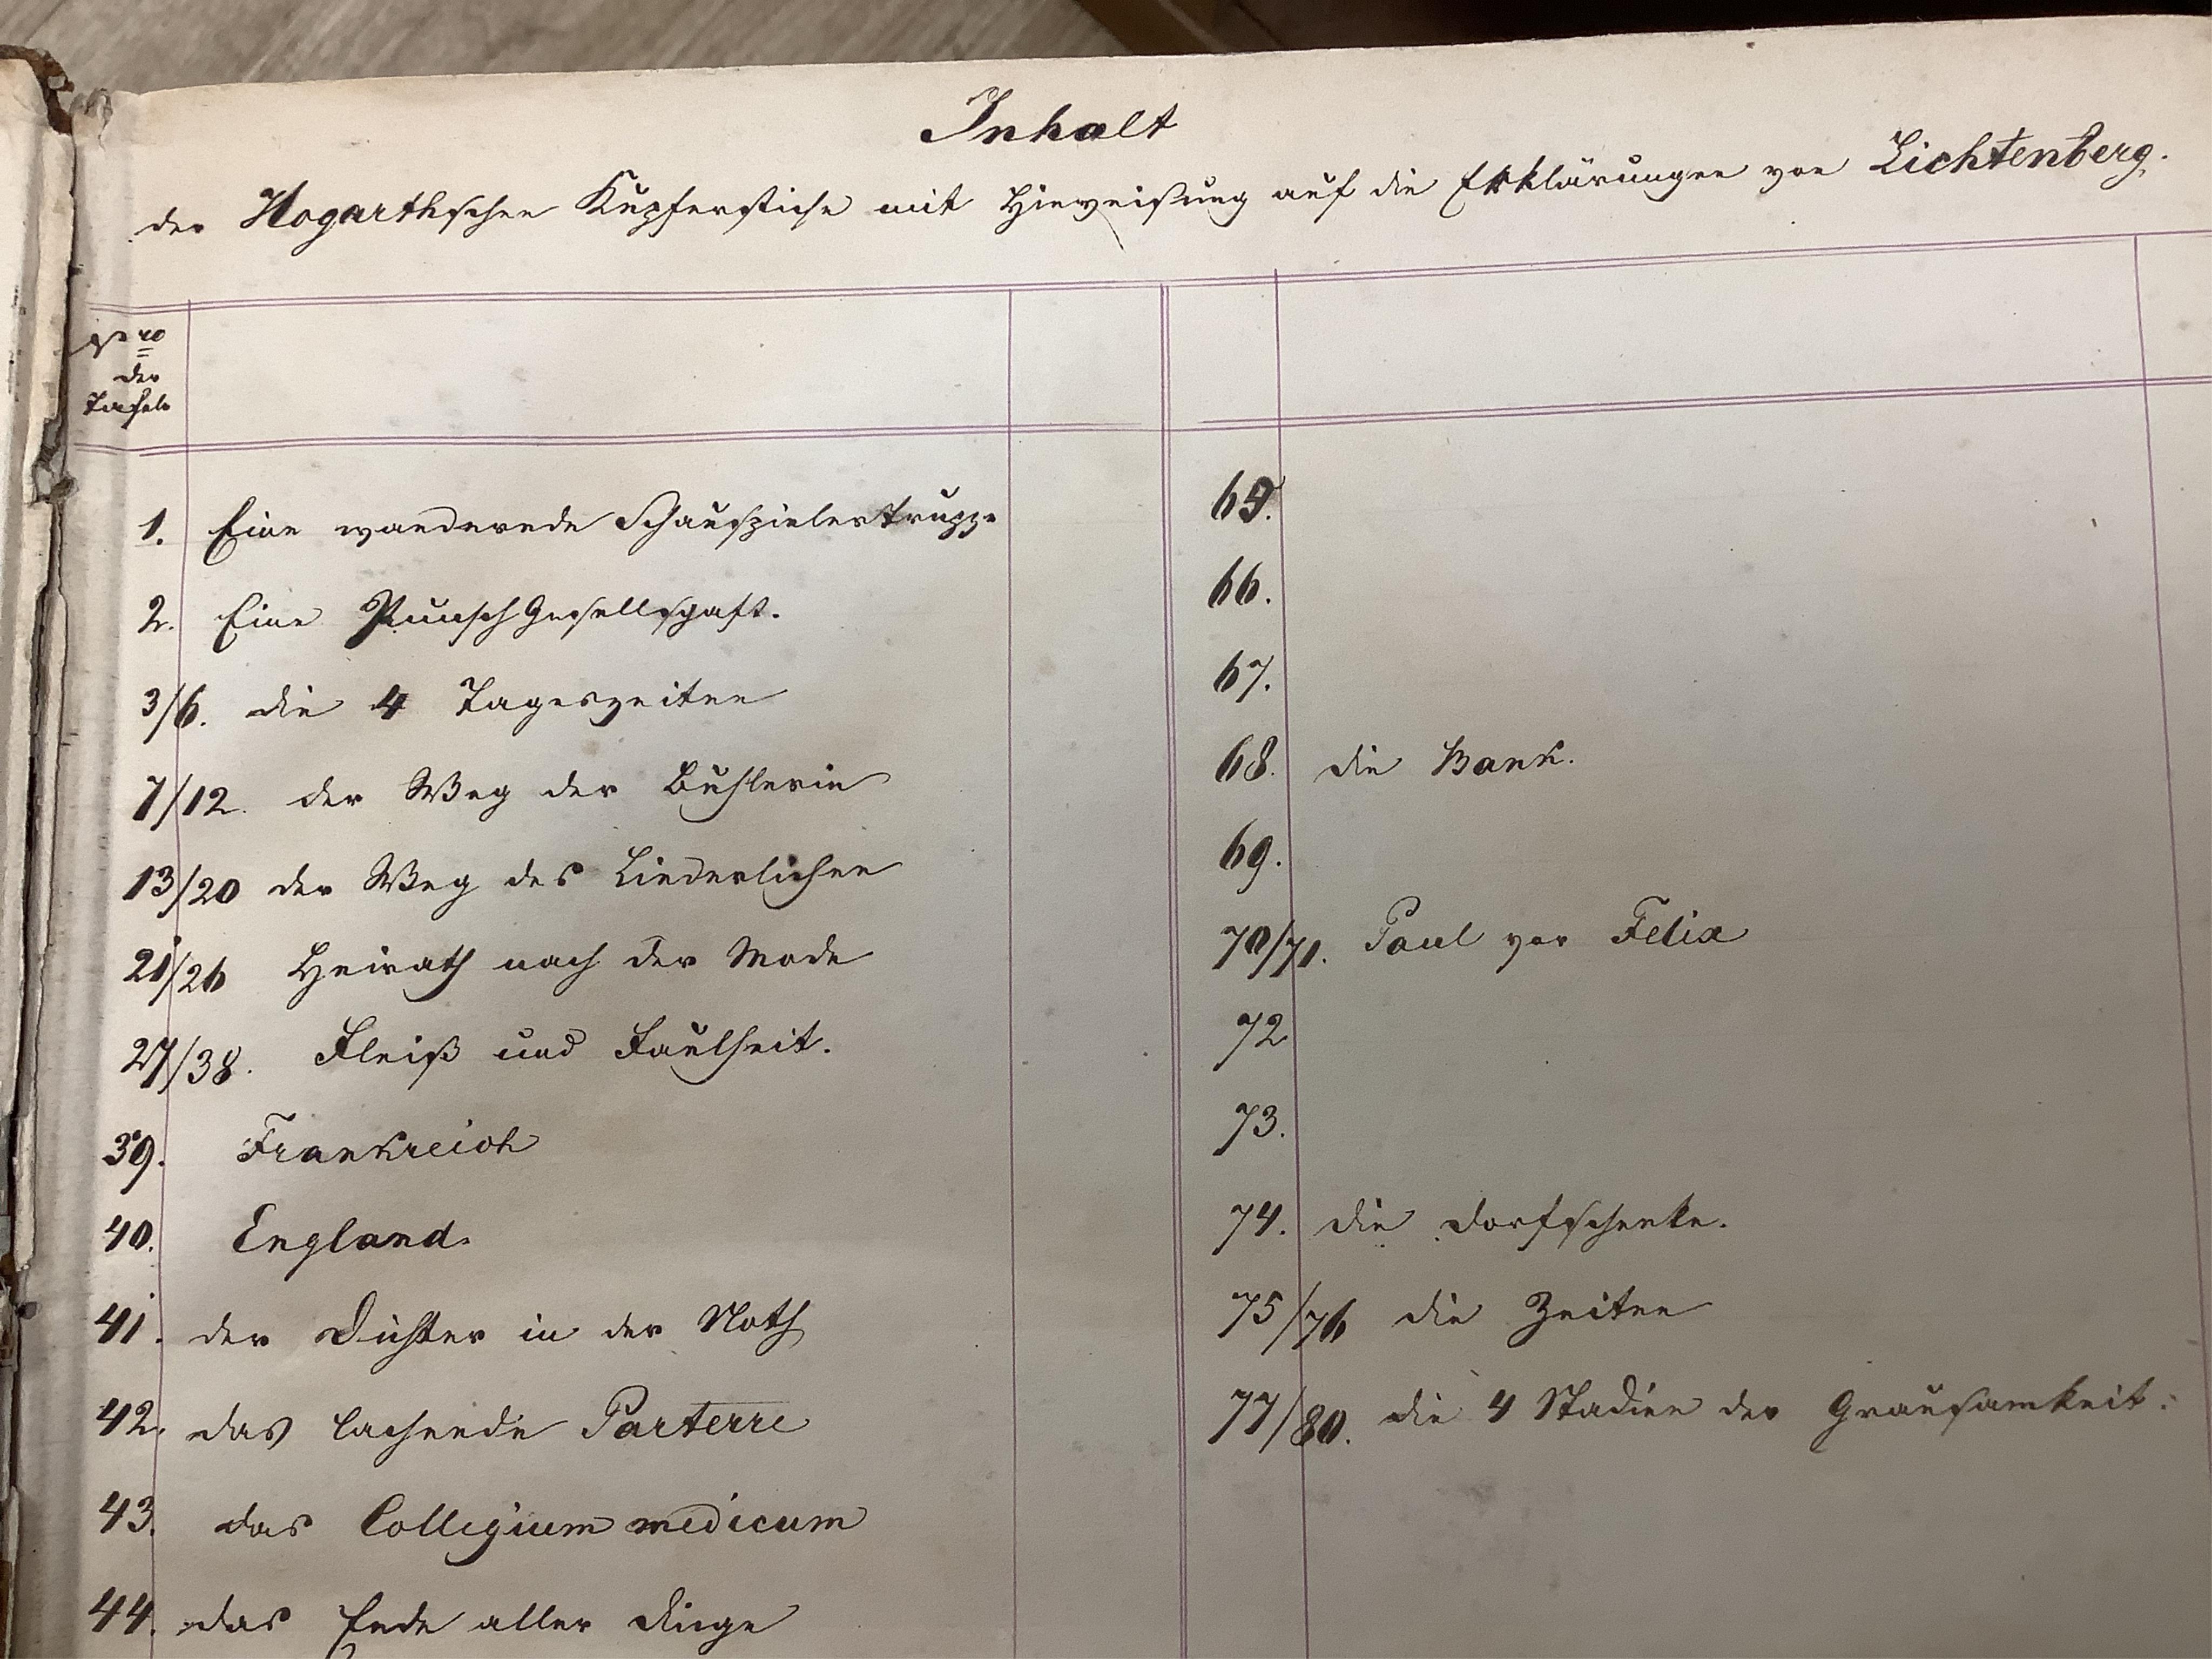 Inhalt
der Hogarthschen Kupferstiche mit Hinweisung auf die Erklärungen von Lichtenberg.
No
der
Tafeln
1. Eine wandernde Schauspielertruppe
2. Eine Punsch Gesellschaft.
3/6. die 4 Tageszeiten
7/12. der Weg der Buhlerin
13/20 der Weg des Liederlichen
21/26 Heirath nach der Mode
27/38. Fleiß und Faulheit.
39. Frankreich
40. England.
41. der Dichter in der Noth
42. das lachende Parterre
43. das Collegium medicum
44. das Ende aller Dinge
65.
66.
67.
68. die Bank.
69.
70/71. Paul vor Felix
72
73.
74. die Dorfschenke.
75/76 die Zeiten
77/80. die 4 Stadien der Grausamkeit.